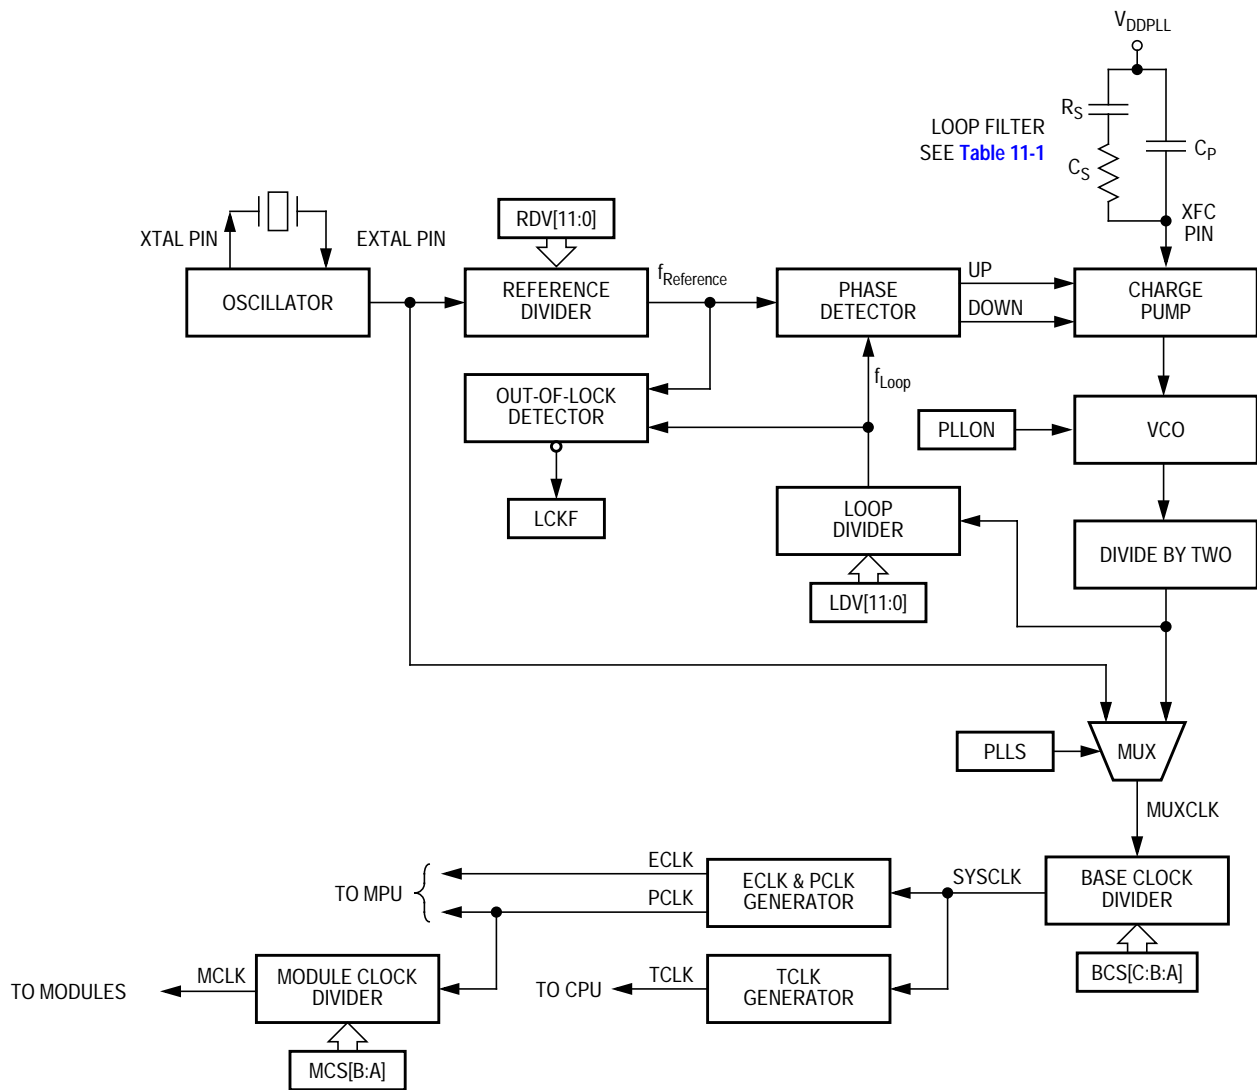 VDDPLL
RS
LOOP FILTER
SEE Table 11-1
CP
CS
XFC
PIN
RDV[11:0]
XTAL PIN
EXTAL PIN
OSCILLATOR
REFERENCE
DIVIDER
fReference
PHASE
DETECTOR
UP
DOWN
CHARGE
PUMP
fLoop
OUT-OF-LOCK
DETECTOR
PLLON
VCO
LCKF
LOOP
DIVIDER
DIVIDE BY TWO
LDV[11:0]
PLLS
MUX
MUXCLK
TO MPU
ECLK
PCLK
ECLK & PCLK
GENERATOR
SYSCLK
BASE CLOCK
DIVIDER
BCS[C:B:A]
TO MODULES
MCLK
MODULE CLOCK
DIVIDER
TO CPU
TCLK
TCLK
GENERATOR
MCS[B:A]